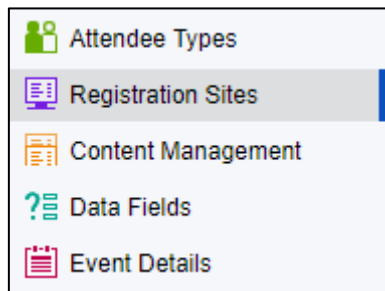 Attendee Types
Registration Sites
Content Management
Data Fields
Event Details